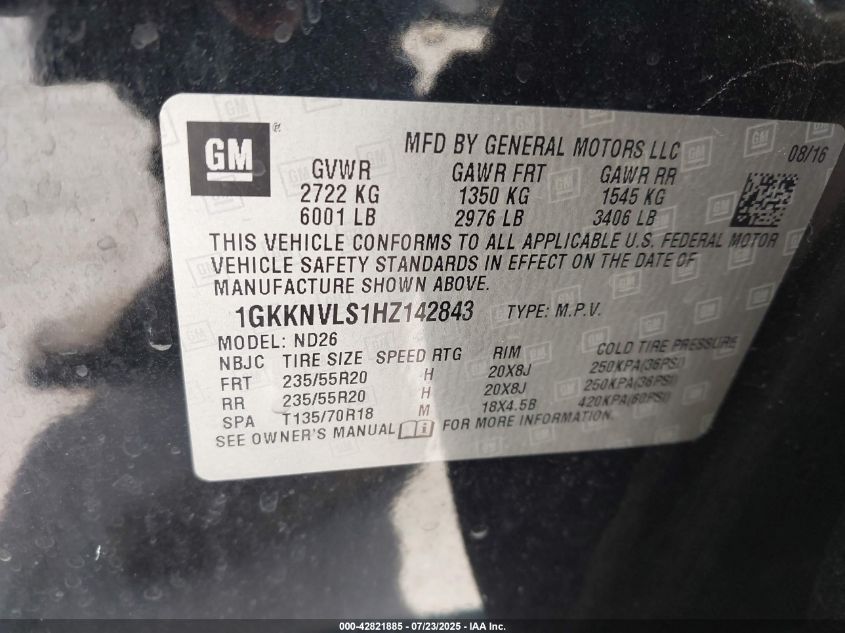 GM ® MFD BY GENERAL MOTORS LLC 08/16
GVWR GAWR FRT GAWR RR
2722 KG 1350 KG 1545 KG
6001 LB 2976 LB 3406 LB
THIS VEHICLE CONFORMS TO ALL APPLICABLE U.S. FEDERAL MOTOR
VEHICLE SAFETY STANDARDS IN EFFECT ON THE DATE OF
MANUFACTURE SHOWN ABOVE.
1GKKNVLS1HZ142843 TYPE: M.P.V.
MODEL: ND26
NBJC TIRE SIZE SPEED RTG RIM COLD TIRE PRESSURE
FRT 235/55R20 H 20X8J 250KPA(36PSI)
RR 235/55R20 H 20X8J 250KPA(36PSI)
SPA T135/70R18 M 18X4.5B 420KPA(60PSI)
SEE OWNER'S MANUAL i FOR MORE INFORMATION.
000-42821885 - 07/23/2025 - IAA Inc.